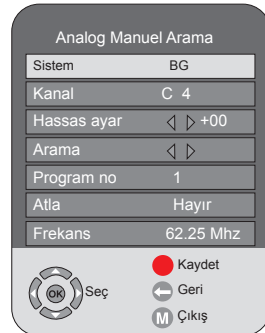 Analog Manuel Arama
Sistem BG
Kanal C 4
Hassas ayar +00
Arama
Program no 1
Atla Hayır
Frekans 62.25 Mhz
Kaydet
OK Seç
Geri
M Çıkış